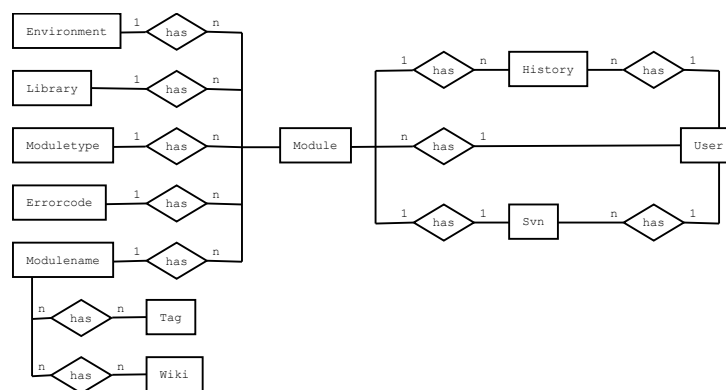 Environment 1 has n
Library 1 has n
Moduletype 1 has n
Errorcode 1 has n
Modulename 1 has n
n has n Tag
n has n Wiki
Module
1 has n History n has 1
n has 1 User
1 has 1 Svn n has 1